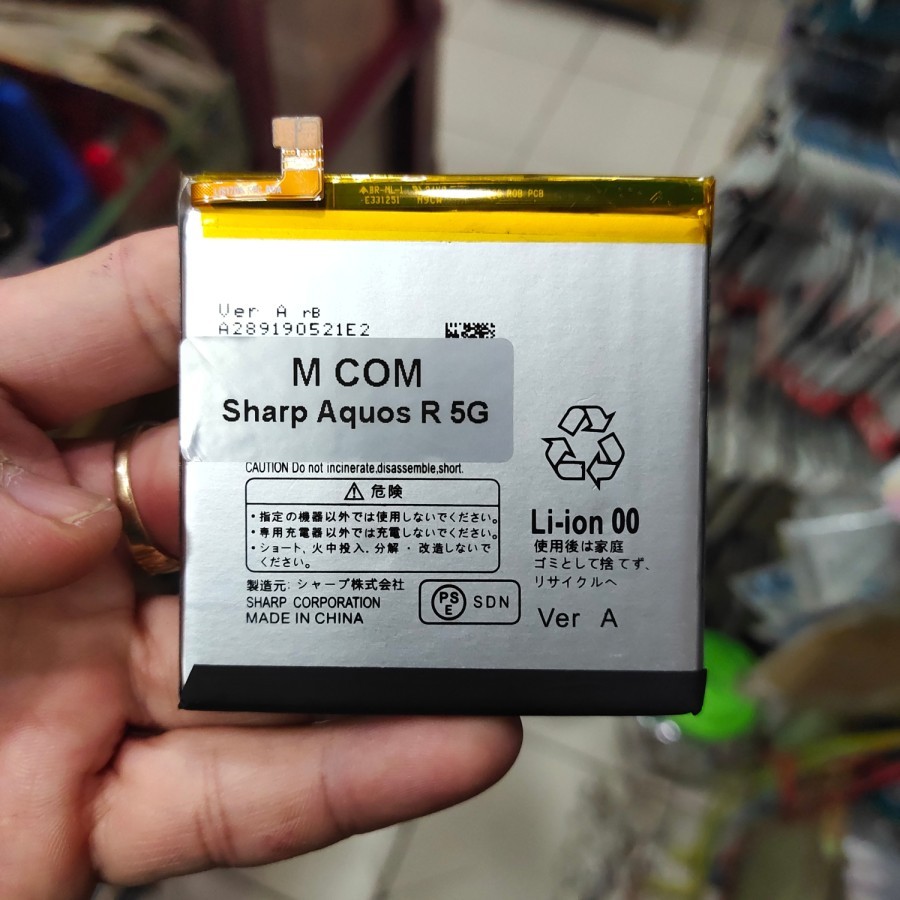 E331251
Ver A rB
A289190521E2
M COM
Sharp Aquos R 5G
CAUTION Do not incinerate,disassemble,short.
危険
・指定の機器以外では使用しないでください。
・専用充電器以外では充電しないでください。
・ショート、火中投入、分解・改造しないで
ください。
製造元: シャープ株式会社
SHARP CORPORATION
MADE IN CHINA
PS
E
SDN
Li-ion 00
使用後は家庭
ゴミとして捨てず、
リサイクルへ
Ver A